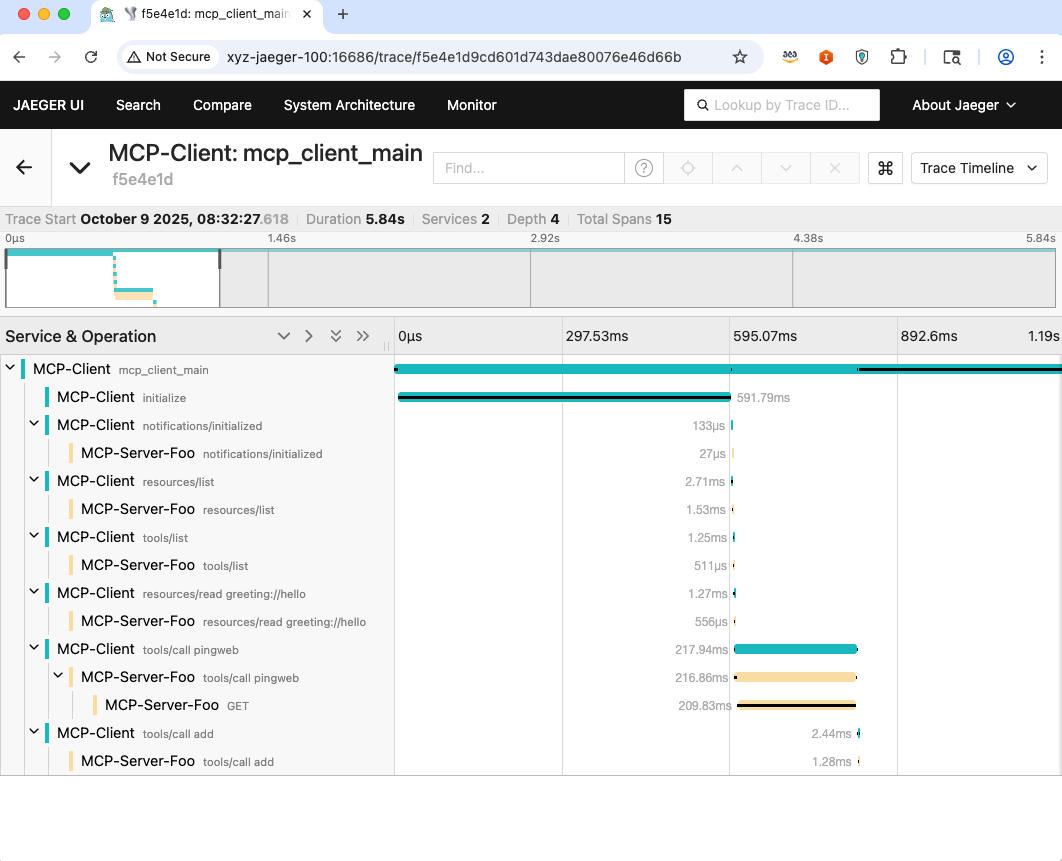 f5e4e1d: mcp_client_main
Not Secure xyz-jaeger-100:16686/trace/f5e4e1d9cd601d743dae80076e46d66b
JAEGER UI Search Compare System Architecture Monitor Lookup by Trace ID... About Jaeger
MCP-Client: mcp_client_main
f5e4e1d
Find...
Trace Timeline
Trace Start October 9 2025, 08:32:27.618 Duration 5.84s Services 2 Depth 4 Total Spans 15
0μs 1.46s 2.92s 4.38s 5.84s
Service & Operation 0μs 297.53ms 595.07ms 892.6ms 1.19s
MCP-Client mcp_client_main
MCP-Client initialize 591.79ms
MCP-Client notifications/initialized 133μs
MCP-Server-Foo notifications/initialized 27μs
MCP-Client resources/list 2.71ms
MCP-Server-Foo resources/list 1.53ms
MCP-Client tools/list 1.25ms
MCP-Server-Foo tools/list 511μs
MCP-Client resources/read greeting://hello 1.27ms
MCP-Server-Foo resources/read greeting://hello 556μs
MCP-Client tools/call pingweb 217.94ms
MCP-Server-Foo tools/call pingweb 216.86ms
MCP-Server-Foo GET 209.83ms
MCP-Client tools/call add 2.44ms
MCP-Server-Foo tools/call add 1.28ms